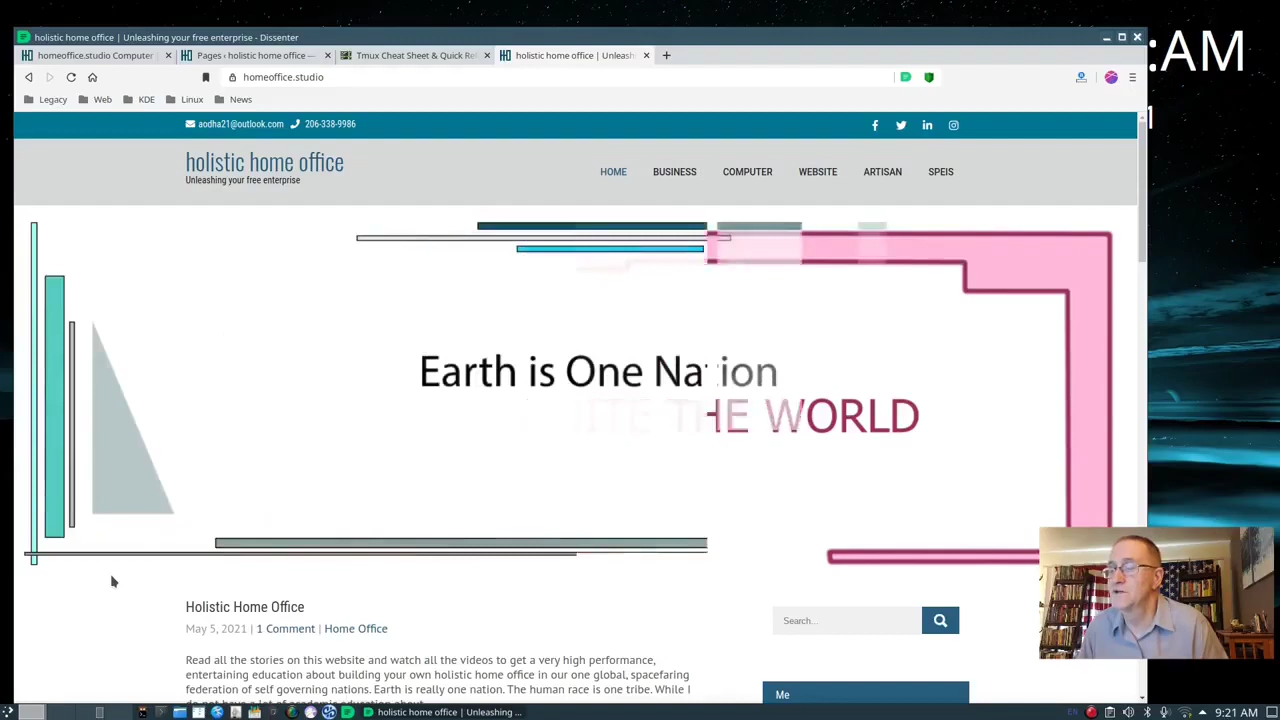 :AM
holistic home office | Unleashing your free enterprise - Dissenter
homeoffice.studio Computer
Pages ‹ holistic home office —
Tmux Cheat Sheet & Quick Re
holistic home office | Unleash
homeoffice.studio
Legacy
Web
KDE
Linux
News
aodha21@outlook.com
206-338-9986
holistic home office
Unleashing your free enterprise
HOME
BUSINESS
COMPUTER
WEBSITE
ARTISAN
SPEIS
Earth is One Nation
THE WORLD
Holistic Home Office
May 5, 2021 | 1 Comment | Home Office
Search...
Read all the stories on this website and watch all the videos to get a very high performance,
entertaining education about building your own holistic home office in our one global, spacefaring
federation of self governing nations. Earth is really one nation. The human race is one tribe. While I
Me
holistic home office | Unleashing ...
EN
9:21 AM